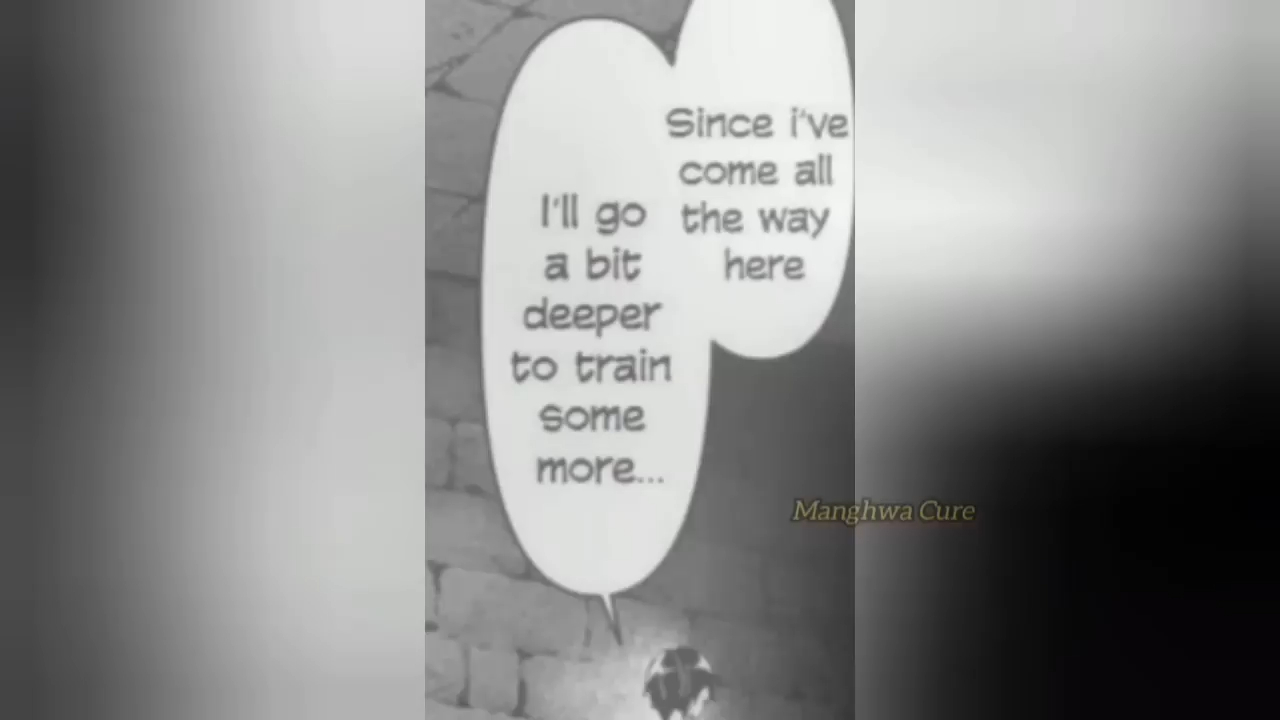 Since i've
come all
the way
here
I'll go
a bit
deeper
to train
some
more...
Manghwa Cure